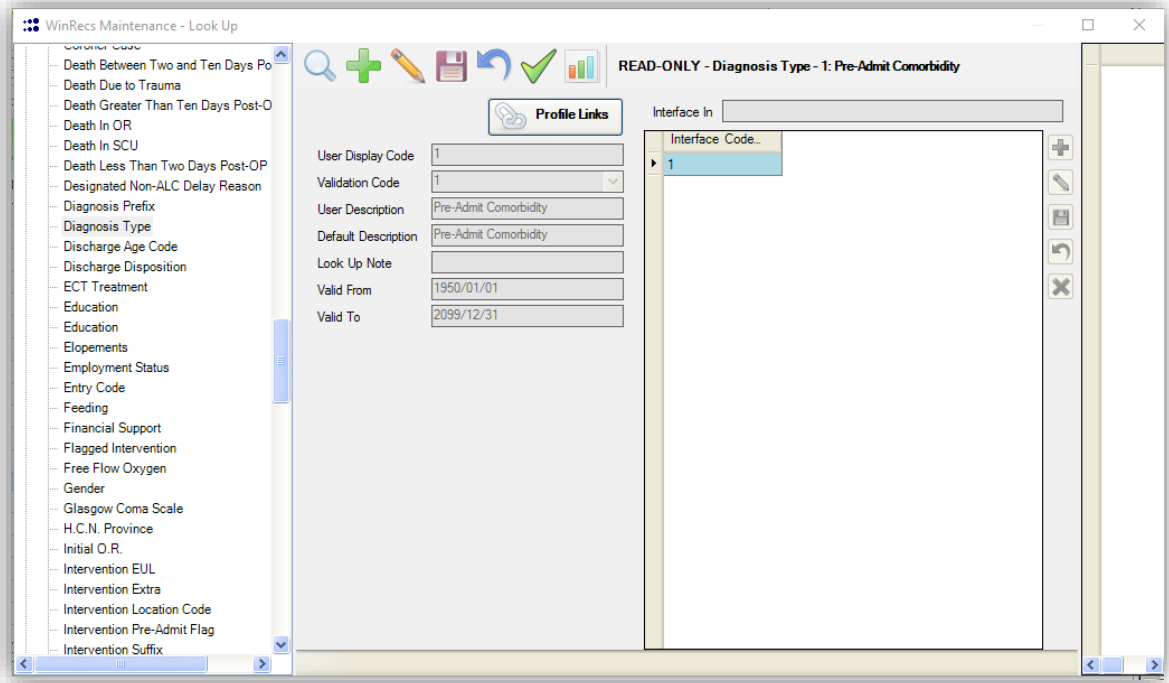 WinRecs Maintenance - Look Up
Coroner Case
Death Between Two and Ten Days Po
Death Due to Trauma
Death Greater Than Ten Days Post-O
Death In OR
Death In SCU
Death Less Than Two Days Post-OP
Designated Non-ALC Delay Reason
Diagnosis Prefix
Diagnosis Type
Discharge Age Code
Discharge Disposition
ECT Treatment
Education
Education
Elopements
Employment Status
Entry Code
Feeding
Financial Support
Flagged Intervention
Free Flow Oxygen
Gender
Glasgow Coma Scale
H.C.N. Province
Initial O.R.
Intervention EUL
Intervention Extra
Intervention Location Code
Intervention Pre-Admit Flag
Intervention Suffix
READ-ONLY - Diagnosis Type - 1: Pre-Admit Comorbidity
Profile Links
User Display Code 1
Validation Code 1
User Description Pre-Admit Comorbidity
Default Description Pre-Admit Comorbidity
Look Up Note
Valid From 1950/01/01
Valid To 2099/12/31
Interface In
Interface Code...
1